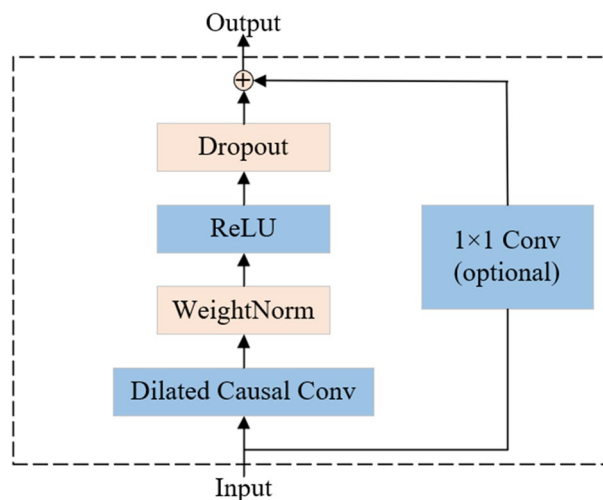 Output
+
Dropout
ReLU
1×1 Conv
(optional)
WeightNorm
Dilated Causal Conv
Input